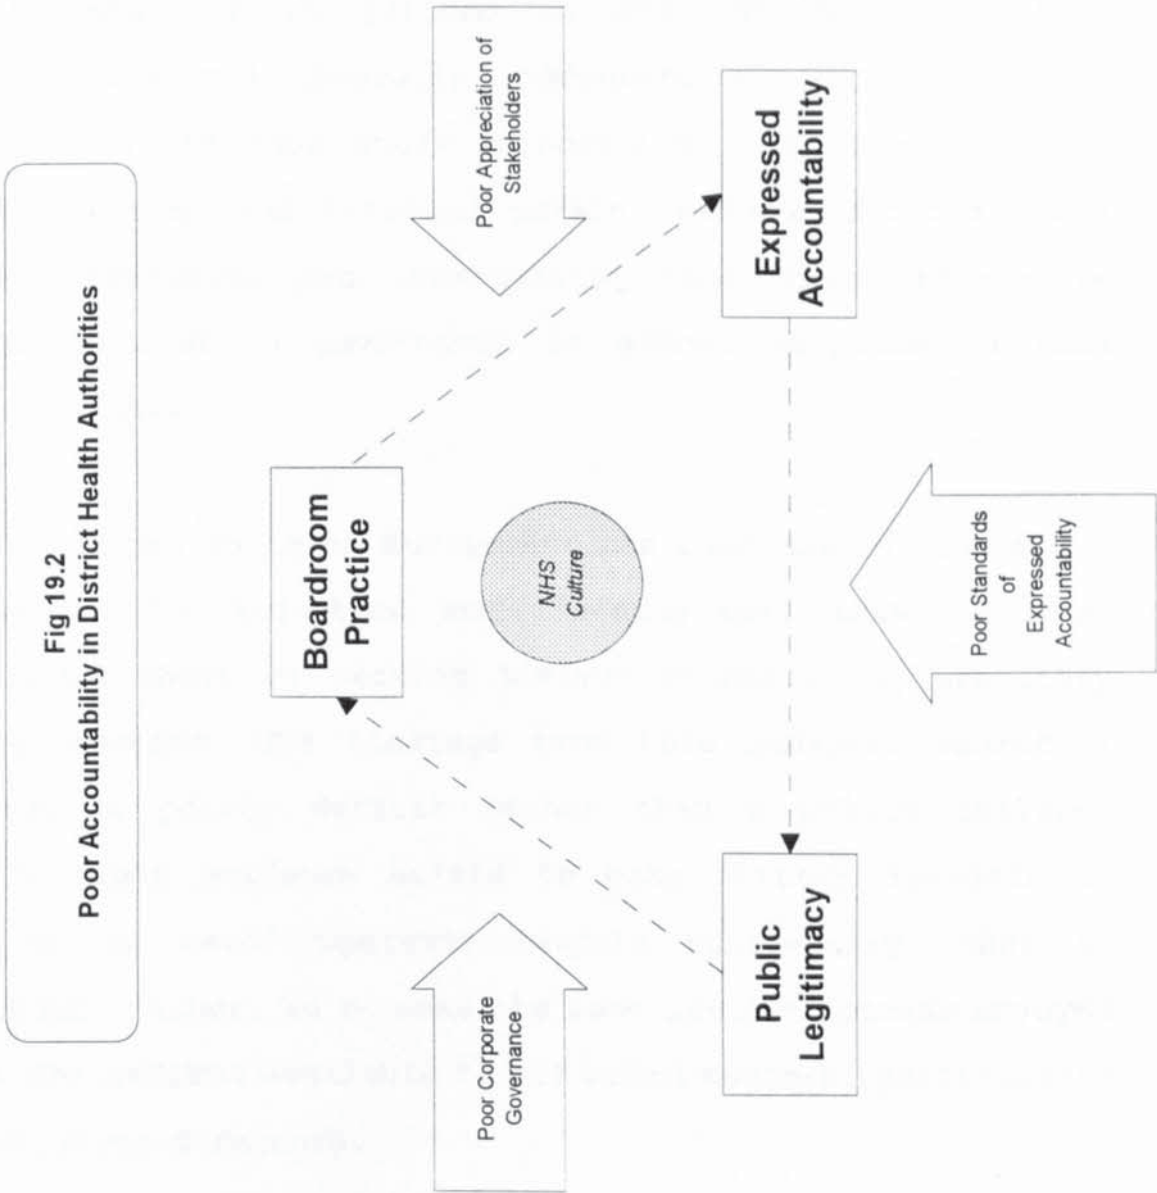 Fig 19.2
Poor Accountability in District Health Authorities
Boardroom
Practice
Poor Corporate
Governance
Poor Appreciation of
Stakeholders
NHS
Culture
Public
Legitimacy
Expressed
Accountability
Poor Standards
of
Expressed
Accountability